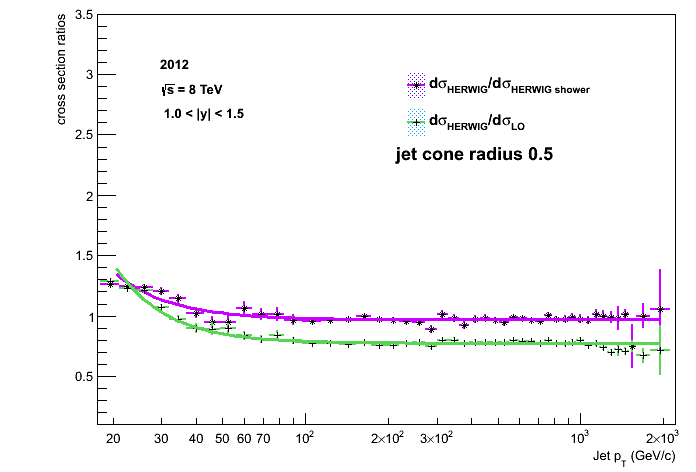 cross section ratios
3.5
3
2.5
2
1.5
1
0.5
2012
√s = 8 TeV
1.0 < |y| < 1.5
dσHERWIG/dσHERWIG shower
dσHERWIG/dσLO
jet cone radius 0.5
20 30 40 50 60 70 10² 2×10² 3×10² 10³ 2×10³
Jet pT (GeV/c)